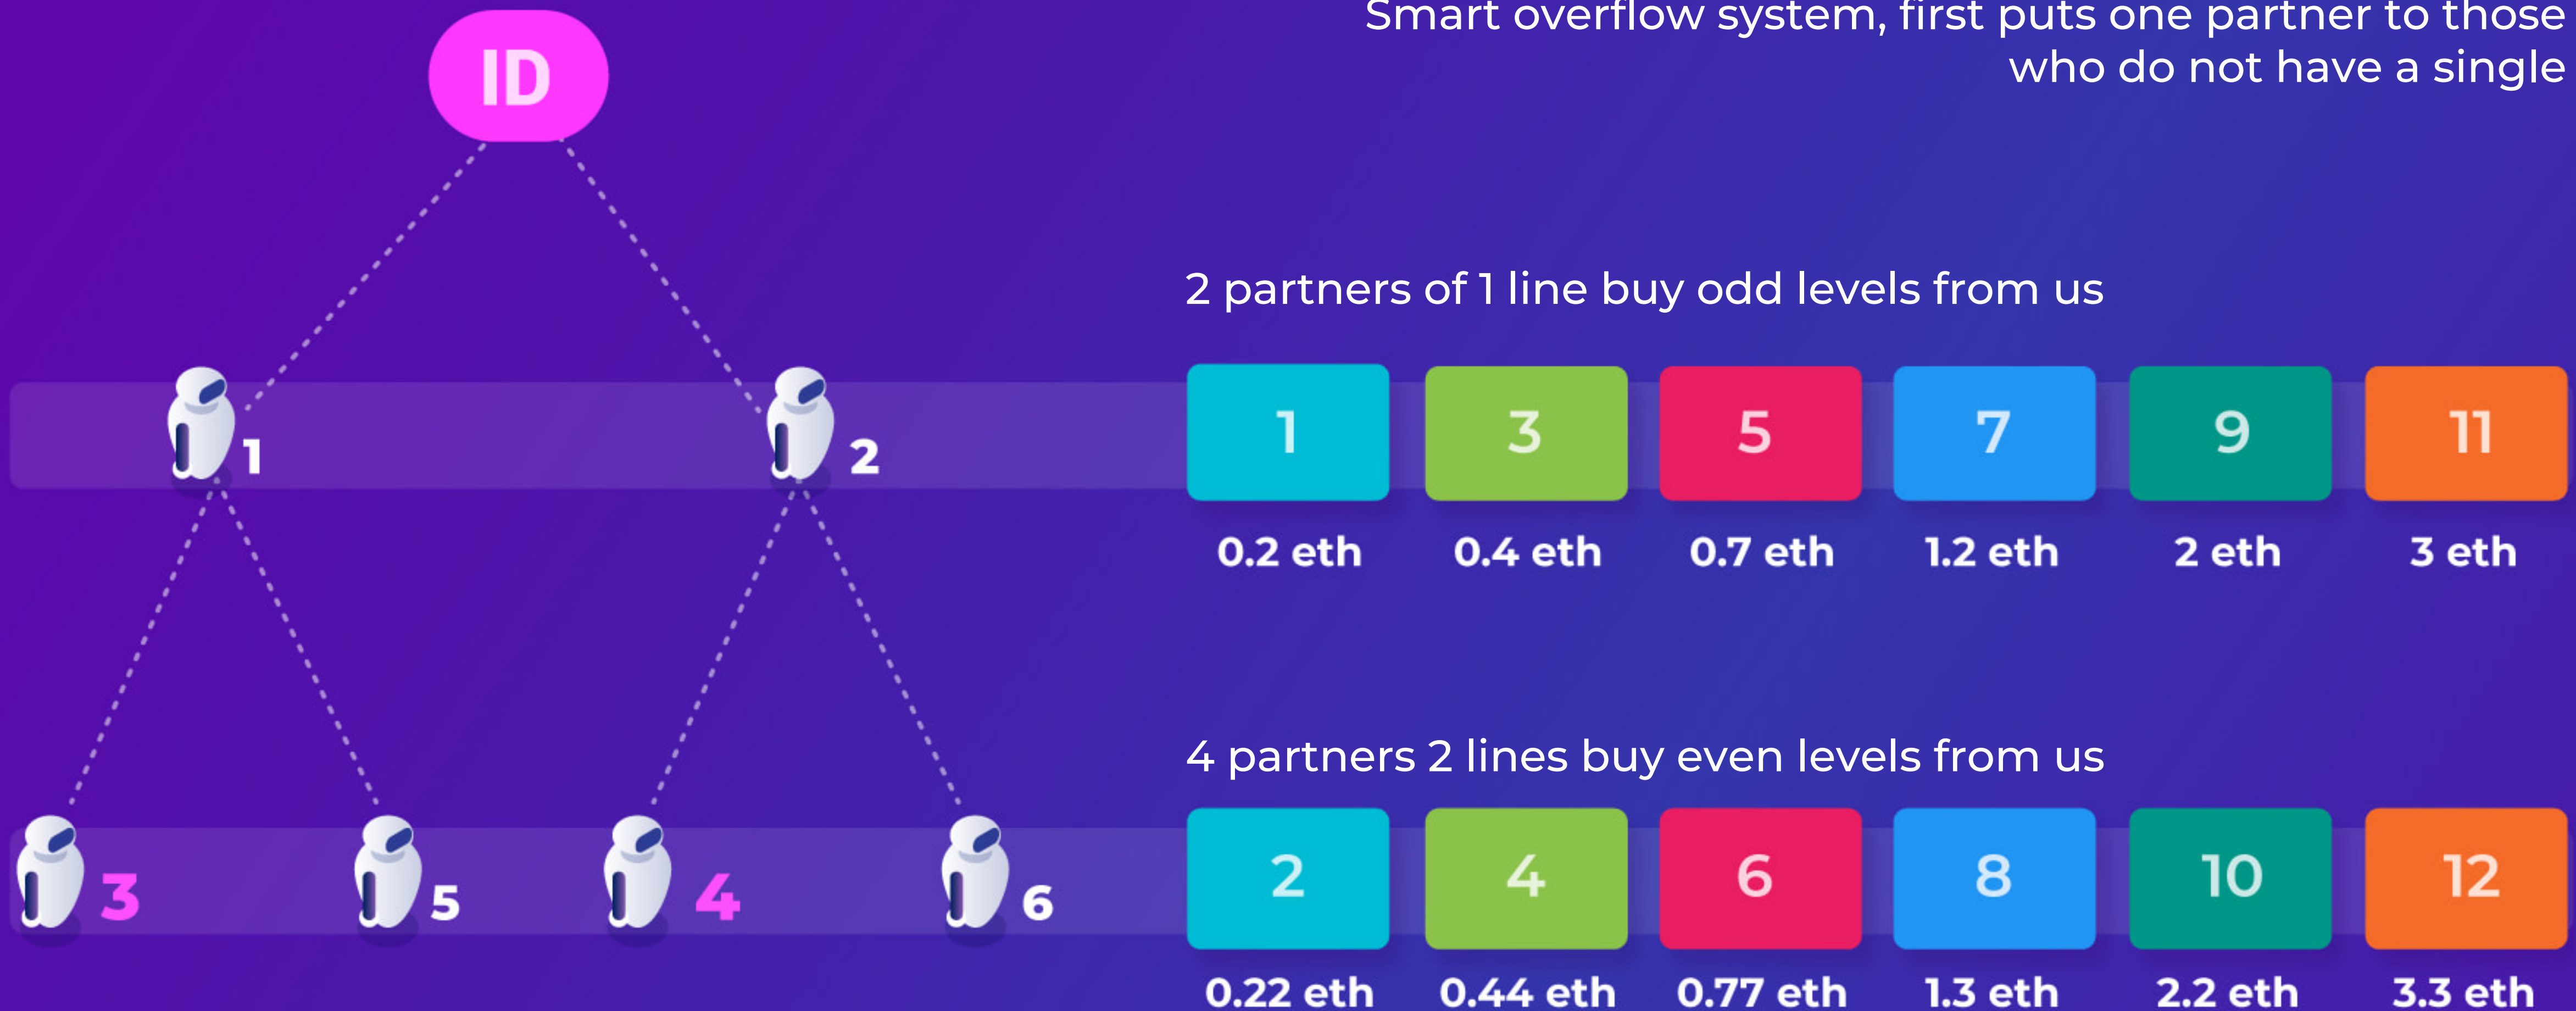 ID
Smart overflow system, first puts one partner to those
who do not have a single
2 partners of 1 line buy odd levels from us
1
2
1 3 5 7 9 11
0.2 eth 0.4 eth 0.7 eth 1.2 eth 2 eth 3 eth
4 partners 2 lines buy even levels from us
3 5 4 6
2 4 6 8 10 12
0.22 eth 0.44 eth 0.77 eth 1.3 eth 2.2 eth 3.3 eth